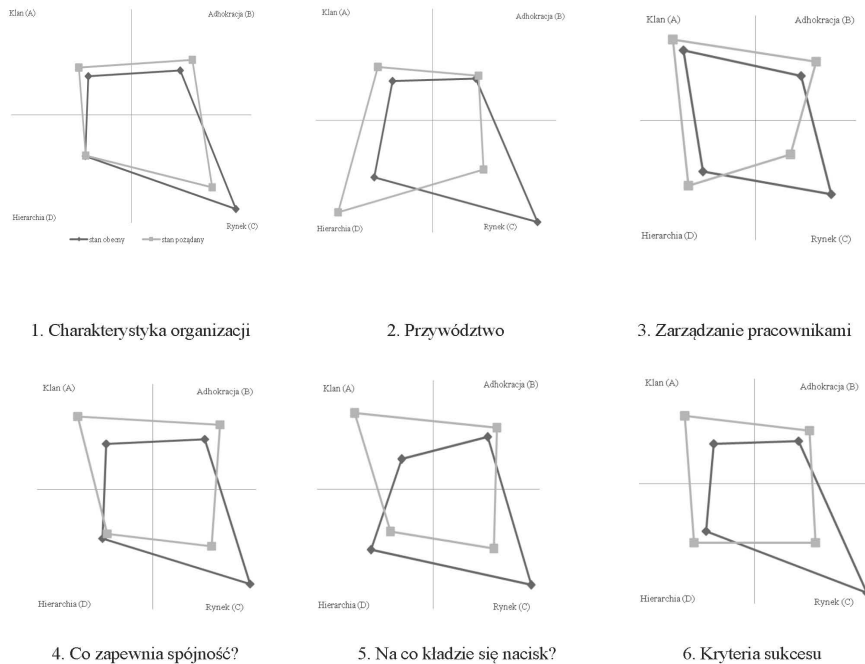 Klan (A)
Adhokracja (B)
Hierarchia (D)
Rynek (C)
stan obecny
stan pożądany
1. Charakterystyka organizacji
Klan (A)
Adhokracja (B)
Hierarchia (D)
Rynek (C)
2. Przywództwo
Klan (A)
Adhokracja (B)
Hierarchia (D)
Rynek (C)
3. Zarządzanie pracownikami
Klan (A)
Adhokracja (B)
Hierarchia (D)
Rynek (C)
4. Co zapewnia spójność?
Klan (A)
Adhokracja (B)
Hierarchia (D)
Rynek (C)
5. Na co kładzie się nacisk?
Klan (A)
Adhokracja (B)
Hierarchia (D)
Rynek (C)
6. Kryteria sukcesu